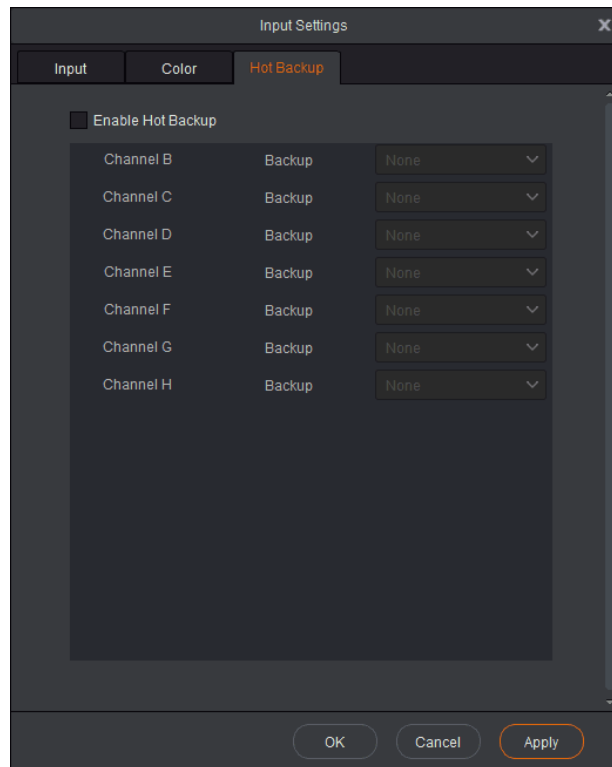 Input Settings
Input Color Hot Backup
Enable Hot Backup
Channel B Backup None
Channel C Backup None
Channel D Backup None
Channel E Backup None
Channel F Backup None
Channel G Backup None
Channel H Backup None
OK Cancel Apply